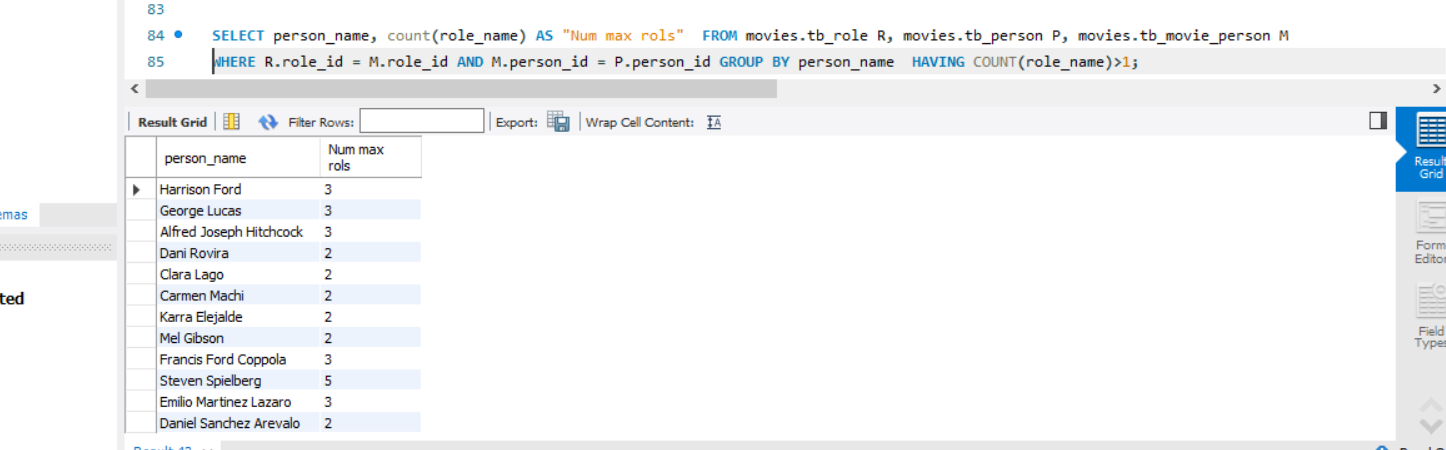 83
84 SELECT person_name, count(role_name) AS "Num max rols"  FROM movies.tb_role R, movies.tb_person P, movies.tb_movie_person M
85 WHERE R.role_id = M.role_id AND M.person_id = P.person_id GROUP BY person_name  HAVING COUNT(role_name)>1;
Result Grid Filter Rows: Export: Wrap Cell Content:
person_name Num max rols
Harrison Ford 3
George Lucas 3
Alfred Joseph Hitchcock 3
Dani Rovira 2
Clara Lago 2
Carmen Machi 2
Karra Elejalde 2
Mel Gibson 2
Francis Ford Coppola 3
Steven Spielberg 5
Emilio Martinez Lazaro 3
Daniel Sanchez Arevalo 2
emas
ted
Result
Grid
Form
Editor
Field
Types